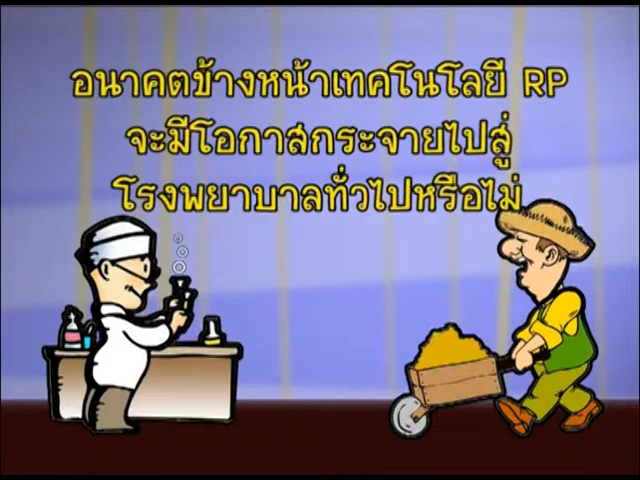 อนาคตข้างหน้าเทคโนโลยี RP
จะมีโอกาสกระจายไปสู่
โรงพยาบาลทั่วไปหรือไม่